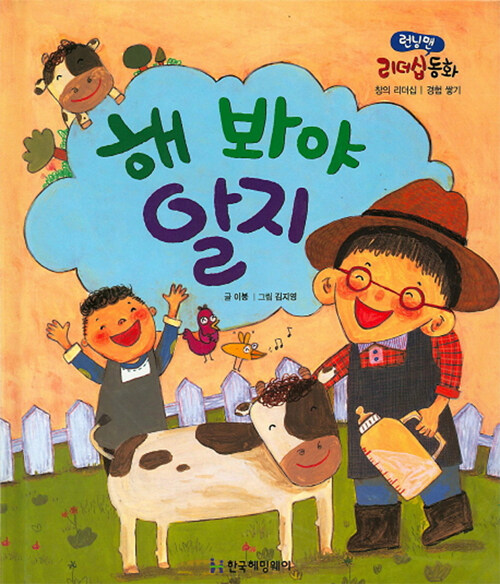 런닝맨
리더십동화
창의 리더십 | 경험 쌓기
해 봐야
알지
글 이봉 | 그림 김지영
한국헤밍웨이